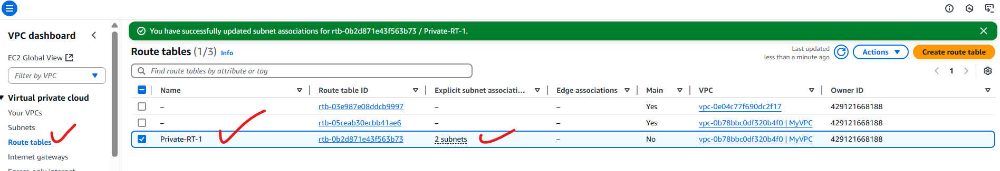 You have successfully updated subnet associations for rtb-0b2d871e43f563b73 / Private-RT-1.
VPC dashboard
EC2 Global View
Filter by VPC
Virtual private cloud
Your VPCs
Subnets
Route tables
Internet gateways
Egress-only internet
Route tables (1/3) Info
Last updated
less than a minute ago
Actions
Create route table
Find route tables by attribute or tag
1
Name Route table ID Explicit subnet associati... Edge associations Main VPC Owner ID
– rtb-03e987e08ddcb9997 – – Yes vpc-0e04c77f690dc2f17 429121668188
– rtb-05ceab30ecbb41ae6 – – Yes vpc-0b78bbc0df320b4f0 | MyVPC 429121668188
Private-RT-1 rtb-0b2d871e43f563b73 2 subnets – No vpc-0b78bbc0df320b4f0 | MyVPC 429121668188